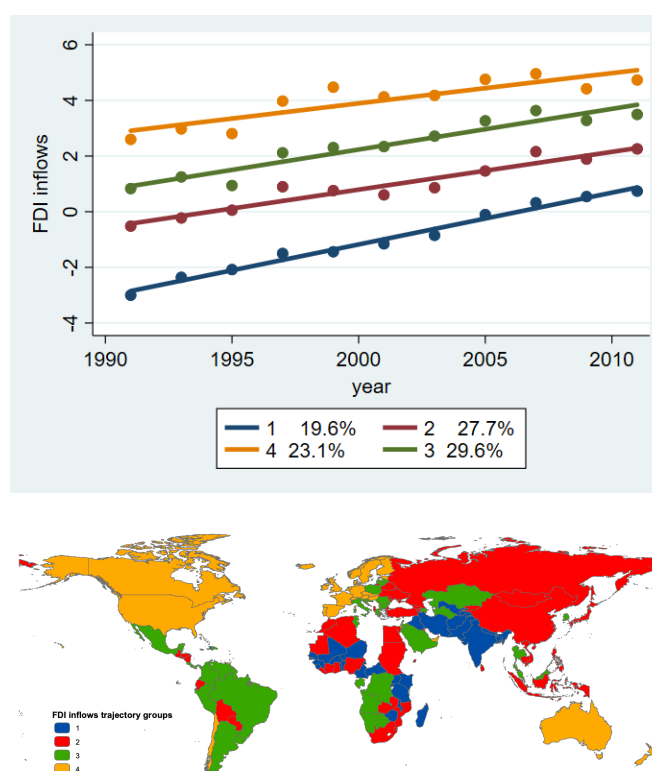 6
4
2
0
-2
-4
FDI inflows
1990 1995 2000 2005 2010
year
1 19.6% 2 27.7%
4 23.1% 3 29.6%
FDI inflows trajectory groups
1
2
3
4